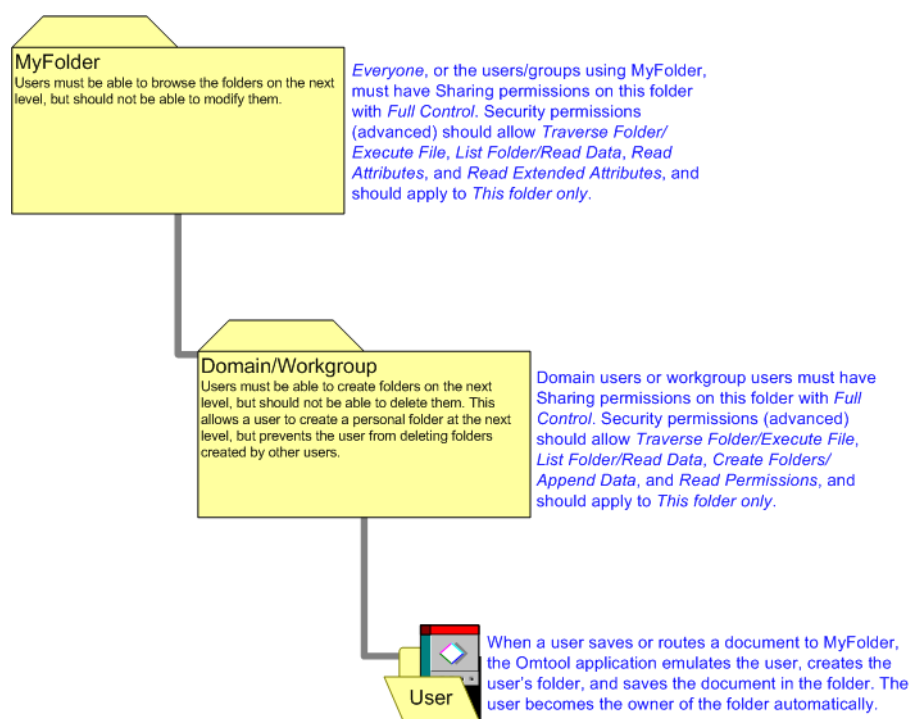 MyFolder
Users must be able to browse the folders on the next
level, but should not be able to modify them.
Everyone, or the users/groups using MyFolder,
must have Sharing permissions on this folder
with Full Control. Security permissions
(advanced) should allow Traverse Folder/
Execute File, List Folder/Read Data, Read
Attributes, and Read Extended Attributes, and
should apply to This folder only.
Domain/Workgroup
Users must be able to create folders on the next
level, but should not be able to delete them. This
allows a user to create a personal folder at the next
level, but prevents the user from deleting folders
created by other users.
Domain users or workgroup users must have
Sharing permissions on this folder with Full
Control. Security permissions (advanced)
should allow Traverse Folder/Execute File,
List Folder/Read Data, Create Folders/
Append Data, and Read Permissions, and
should apply to This folder only.
User
When a user saves or routes a document to MyFolder,
the Omtool application emulates the user, creates the
user's folder, and saves the document in the folder. The
user becomes the owner of the folder automatically.